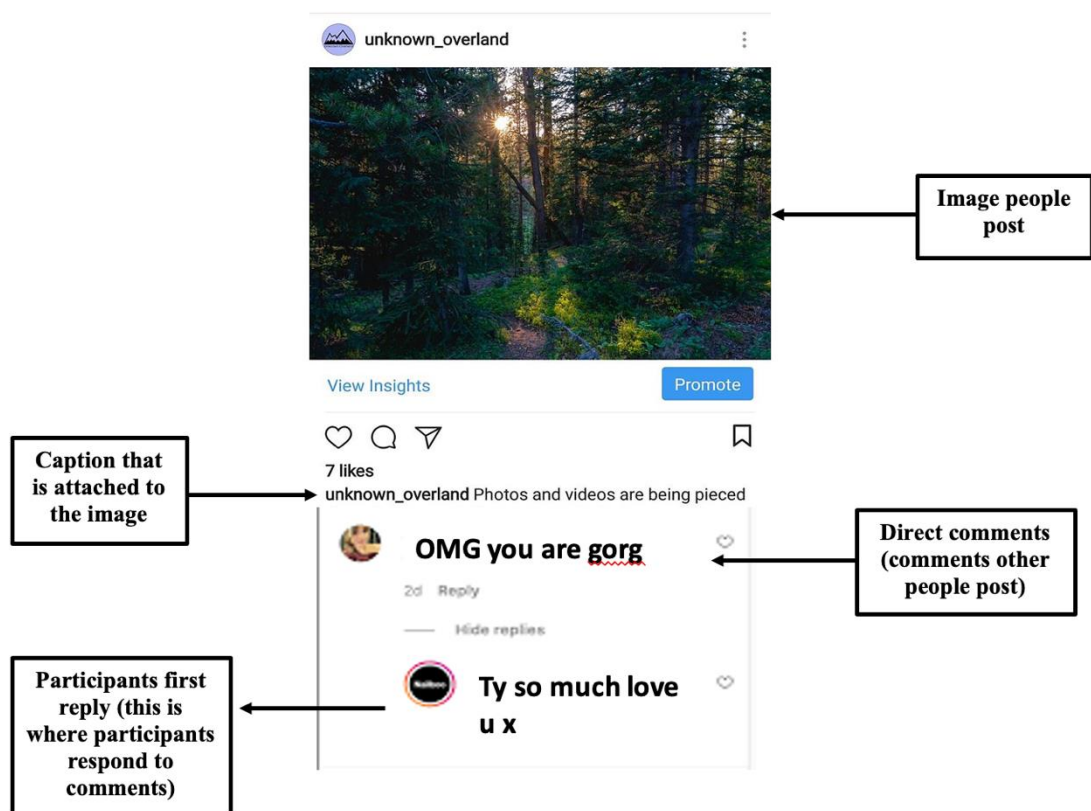 unknown_overland
Image people
post
View Insights
Promote
7 likes
Caption that
is attached to
the image
unknown_overland Photos and videos are being pieced
OMG you are gorg
Direct comments
(comments other
people post)
2d Reply
Hide replies
Participants first
reply (this is
where participants
respond to
comments)
Ty so much love
u x